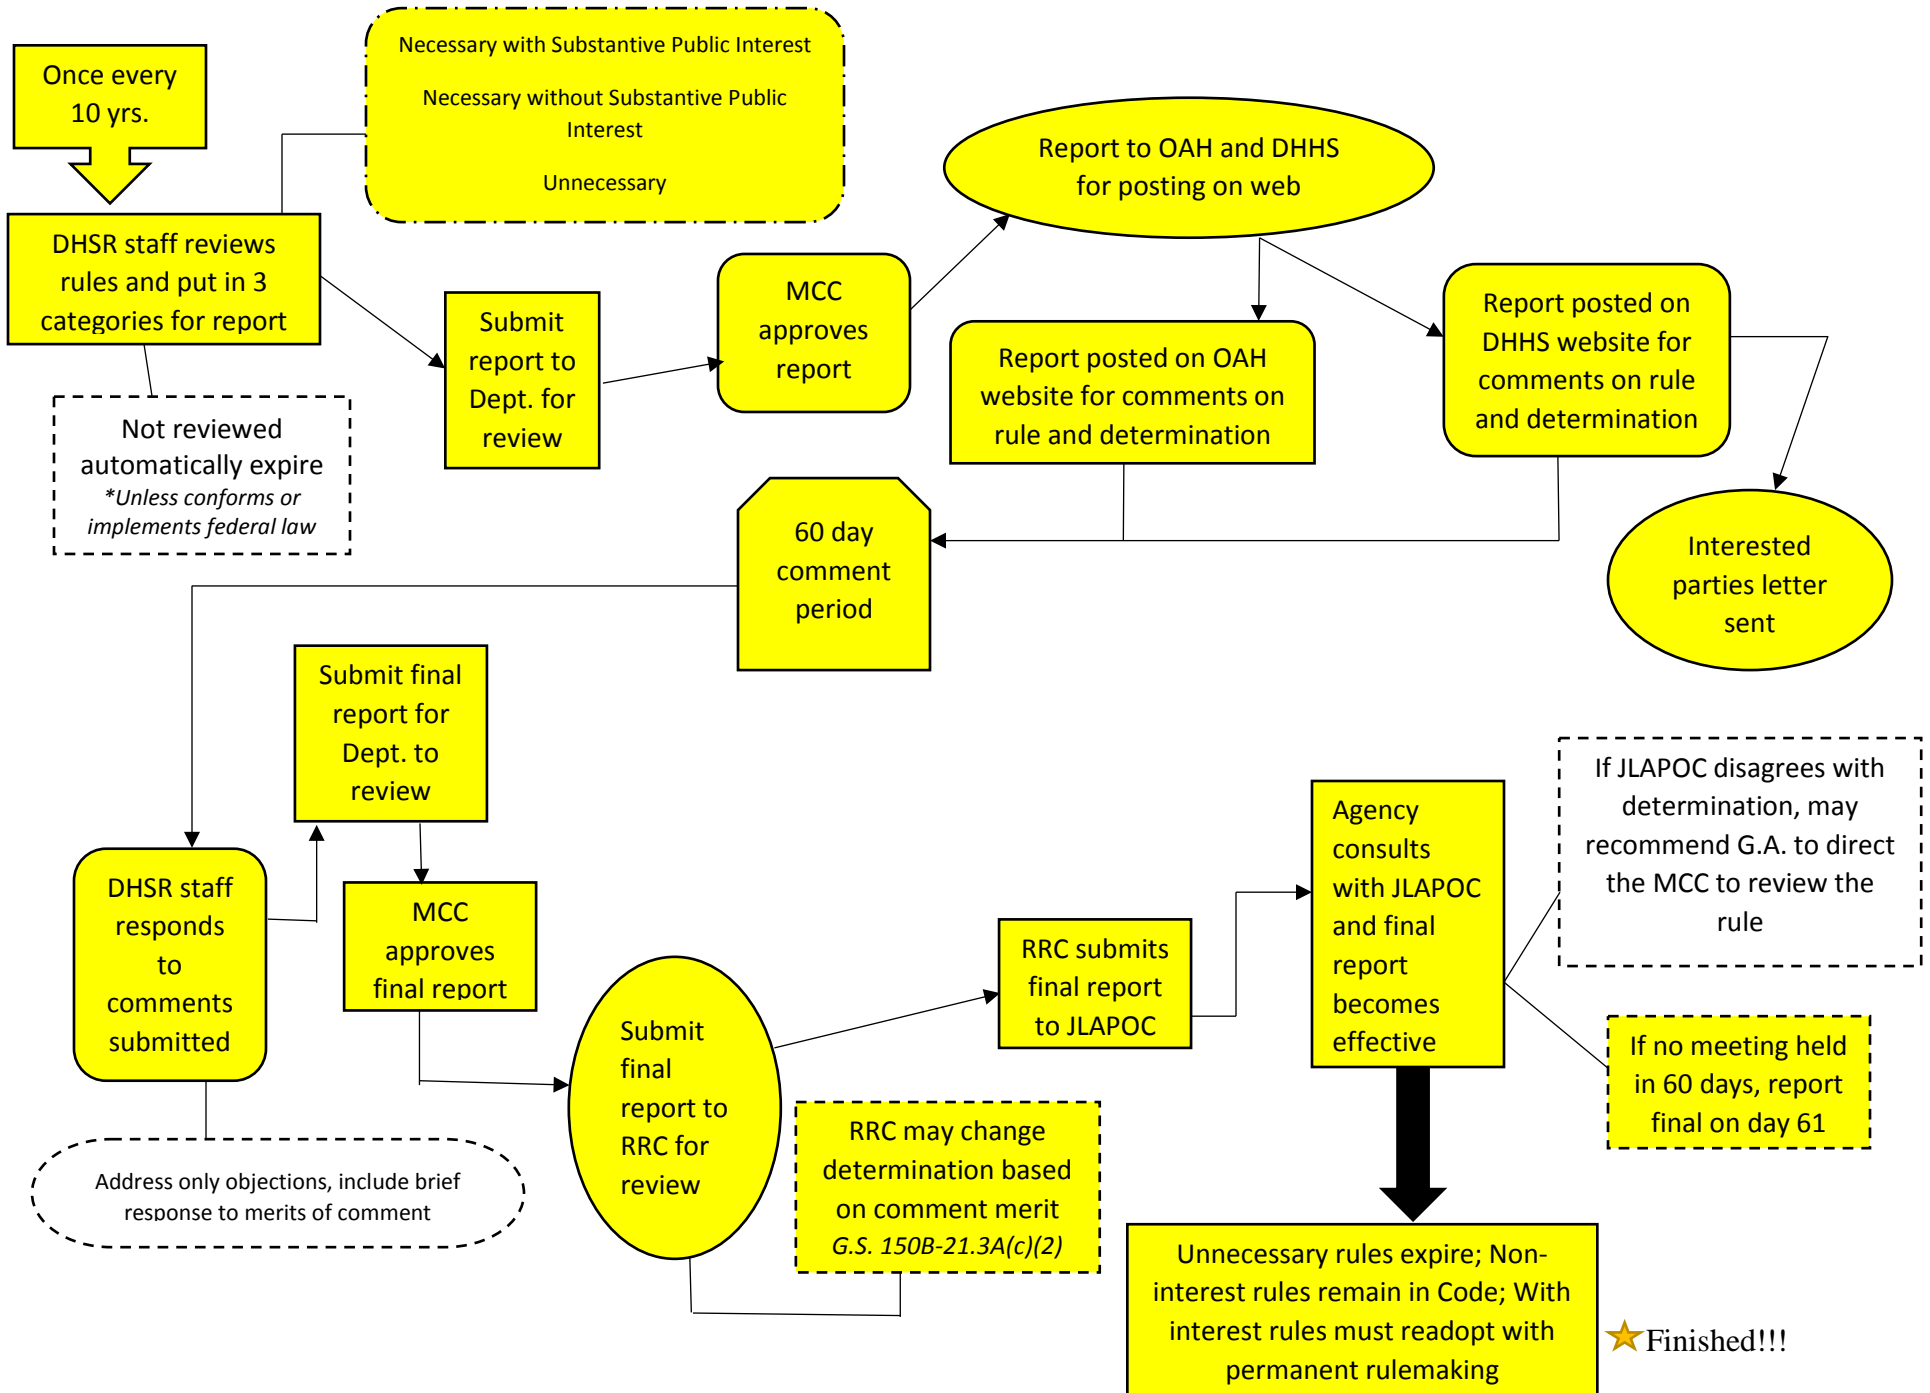 Once every
10 yrs.
Necessary with Substantive Public Interest
Necessary without Substantive Public
Interest
Unnecessary
DHSR staff reviews
rules and put in 3
categories for report
Not reviewed
automatically expire
*Unless conforms or
implements federal law
Submit
report to
Dept. for
review
MCC
approves
report
Report to OAH and DHHS
for posting on web
Report posted on OAH
website for comments on
rule and determination
Report posted on
DHHS website for
comments on rule
and determination
Interested
parties letter
sent
60 day
comment
period
DHSR staff
responds
to
comments
submitted
Address only objections, include brief
response to merits of comment
Submit final
report for
Dept. to
review
MCC
approves
final report
Submit
final
report to
RRC for
review
RRC may change
determination based
on comment merit
G.S. 150B-21.3A(c)(2)
RRC submits
final report
to JLAPOC
Agency
consults
with JLAPOC
and final
report
becomes
effective
If JLAPOC disagrees with
determination, may
recommend G.A. to direct
the MCC to review the
rule
If no meeting held
in 60 days, report
final on day 61
Unnecessary rules expire; Non-
interest rules remain in Code; With
interest rules must readopt with
permanent rulemaking
Finished!!!